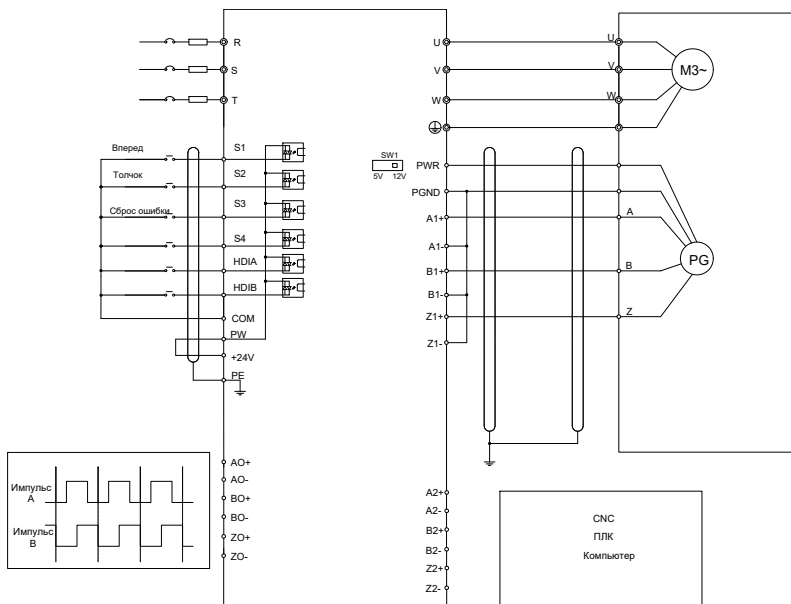 R
U
U
S
V
V
M3~
T
W
W
Вперед
S1
SW1
5V 12V
PWR
Толчок
S2
PGND
Сброс ошибки
S3
A1+
A
S4
A1-
HDIA
B1+
B
PG
HDIB
B1-
COM
Z1+
Z
PW
Z1-
+24V
PE
AO+
AO-
BO+
BO-
ZO+
ZO-
Импульс
A
Импульс
B
A2+
A2-
B2+
B2-
Z2+
Z2-
CNC
ПЛК
Компьютер